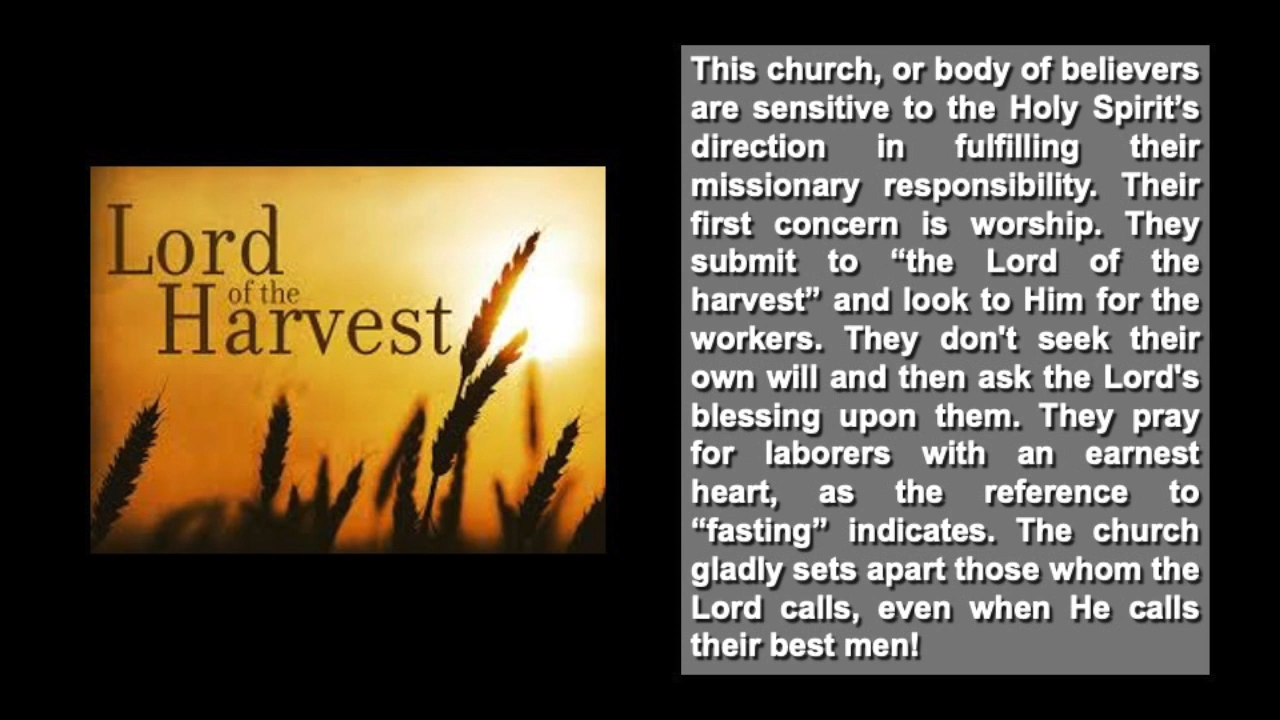 Lord
of the
Harvest
This church, or body of believers
are sensitive to the Holy Spirit’s
direction in fulfilling their
missionary responsibility. Their
first concern is worship. They
submit to “the Lord of the
harvest” and look to Him for the
workers. They don't seek their
own will and then ask the Lord's
blessing upon them. They pray
for laborers with an earnest
heart, as the reference to
“fasting” indicates. The church
gladly sets apart those whom the
Lord calls, even when He calls
their best men!